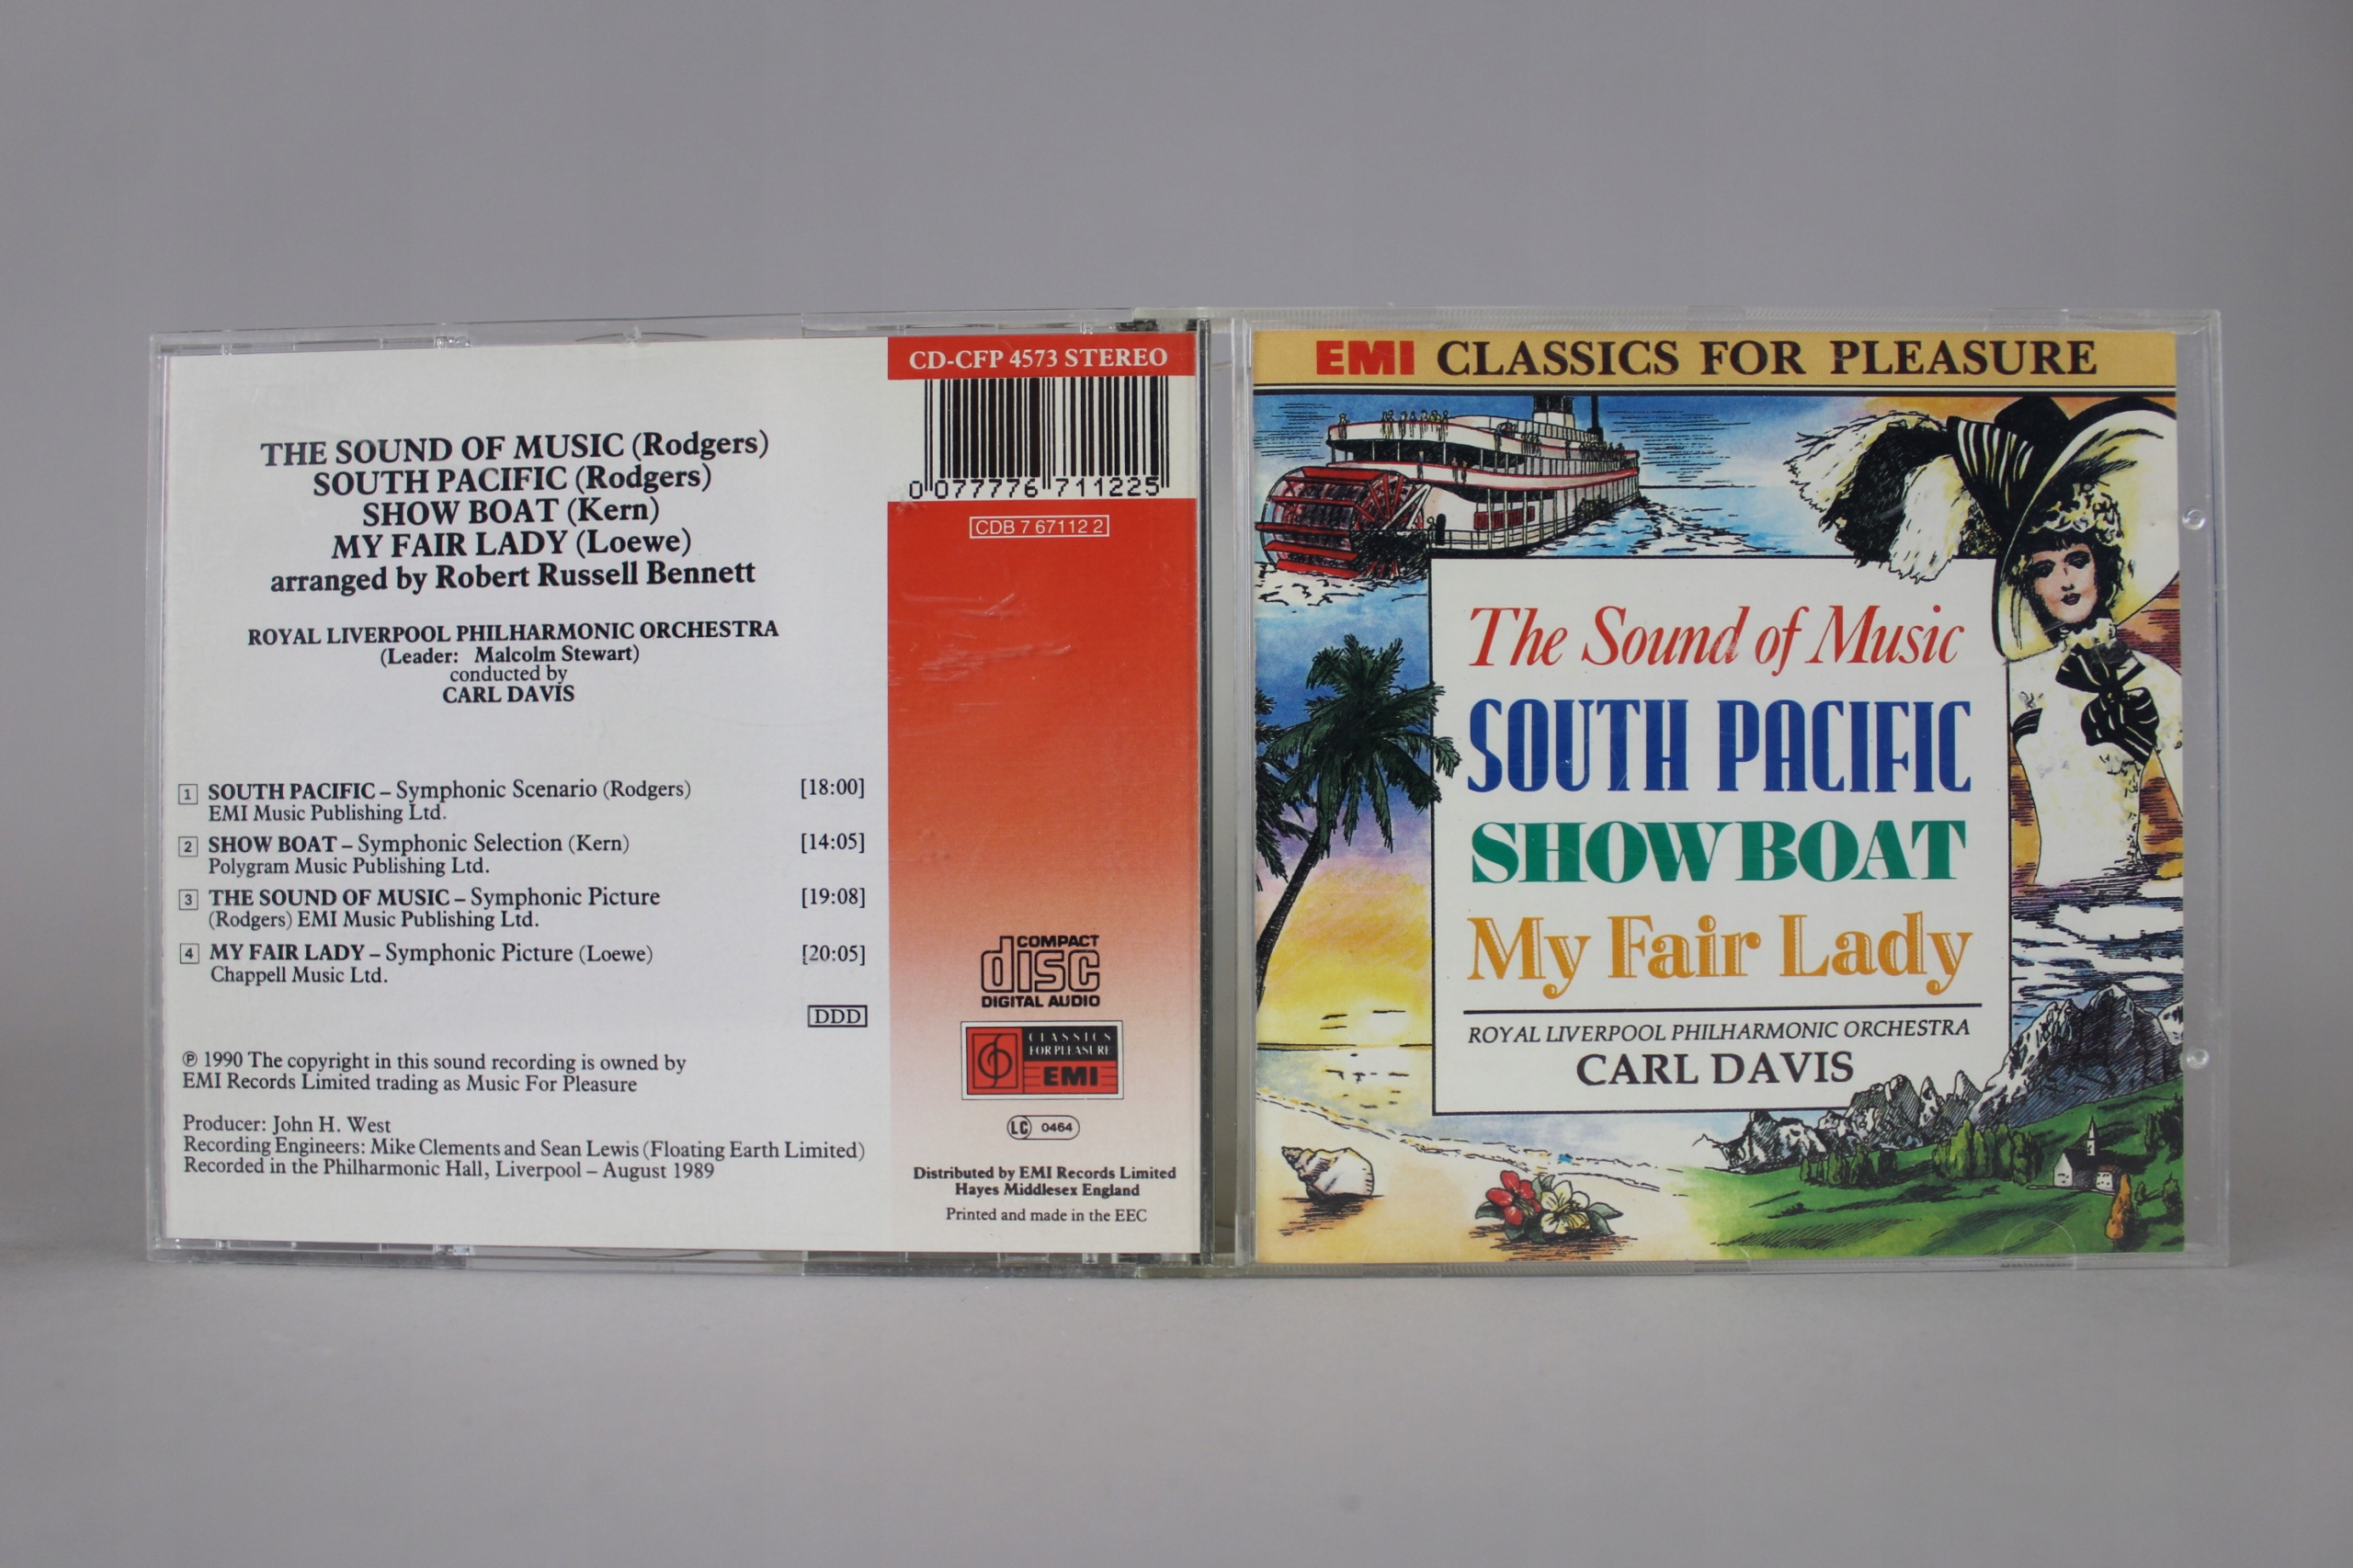 THE SOUND OF MUSIC (Rodgers)
SOUTH PACIFIC (Rodgers)
SHOW BOAT (Kern)
MY FAIR LADY (Loewe)
arranged by Robert Russell Bennett
ROYAL LIVERPOOL PHILHARMONIC ORCHESTRA
(Leader: Malcolm Stewart)
conducted by
CARL DAVIS
1 SOUTH PACIFIC – Symphonic Scenario (Rodgers) [18:00]
EMI Music Publishing Ltd.
2 SHOW BOAT – Symphonic Selection (Kern) [14:05]
Polygram Music Publishing Ltd.
3 THE SOUND OF MUSIC – Symphonic Picture [19:08]
(Rodgers) EMI Music Publishing Ltd.
4 MY FAIR LADY – Symphonic Picture (Loewe) [20:05]
Chappell Music Ltd.
DDD
℗ 1990 The copyright in this sound recording is owned by
EMI Records Limited trading as Music For Pleasure
Producer: John H. West
Recording Engineers: Mike Clements and Sean Lewis (Floating Earth Limited)
Recorded in the Philharmonic Hall, Liverpool – August 1989
CD-CFP 4573 STEREO
0 077776 711225
CDB 7 67112 2
COMPACT
disc
DIGITAL AUDIO
CLASSICS
FOR PLEASURE
EMI
LC 0464
Distributed by EMI Records Limited
Hayes Middlesex England
Printed and made in the EEC
EMI CLASSICS FOR PLEASURE
The Sound of Music
SOUTH PACIFIC
SHOW BOAT
My Fair Lady
ROYAL LIVERPOOL PHILHARMONIC ORCHESTRA
CARL DAVIS